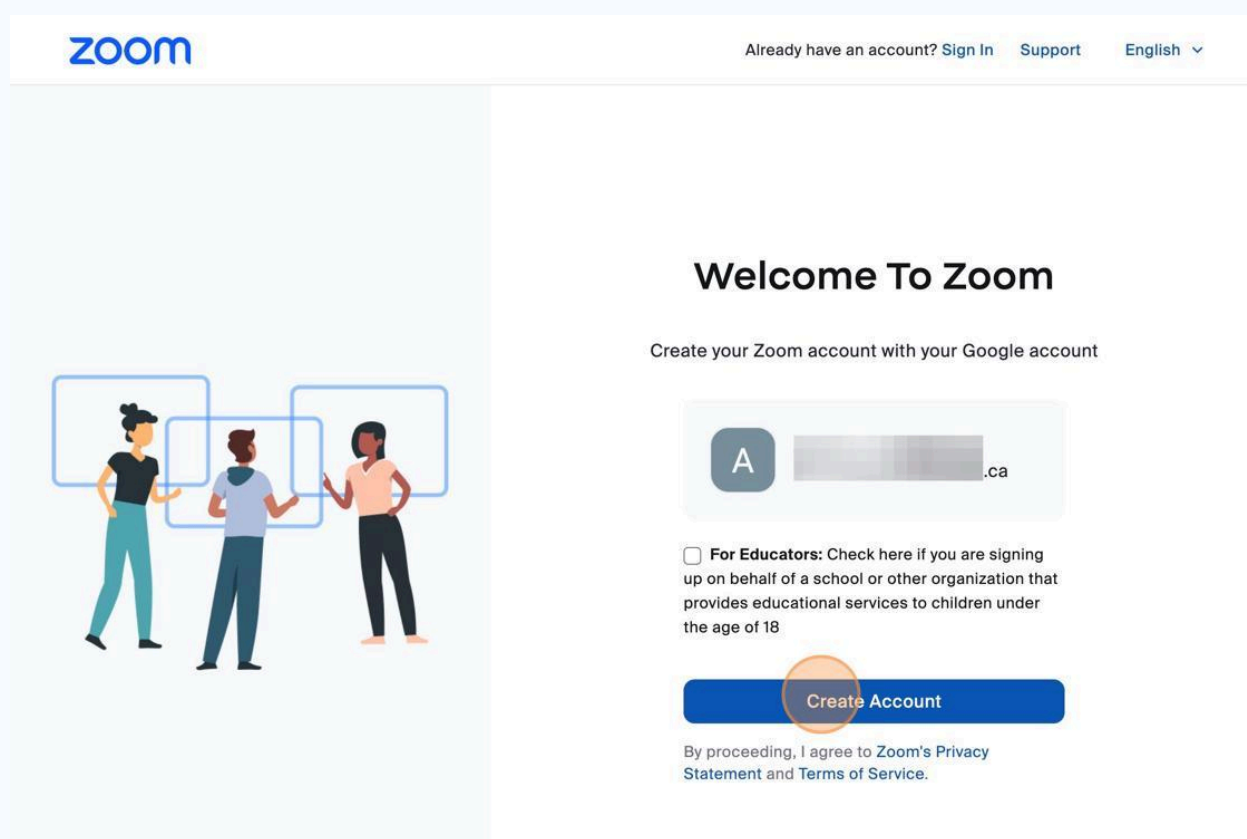 zoom
Already have an account? Sign In Support English
Welcome To Zoom
Create your Zoom account with your Google account
A
.ca
For Educators: Check here if you are signing
up on behalf of a school or other organization that
provides educational services to children under
the age of 18
Create Account
By proceeding, I agree to Zoom's Privacy
Statement and Terms of Service.